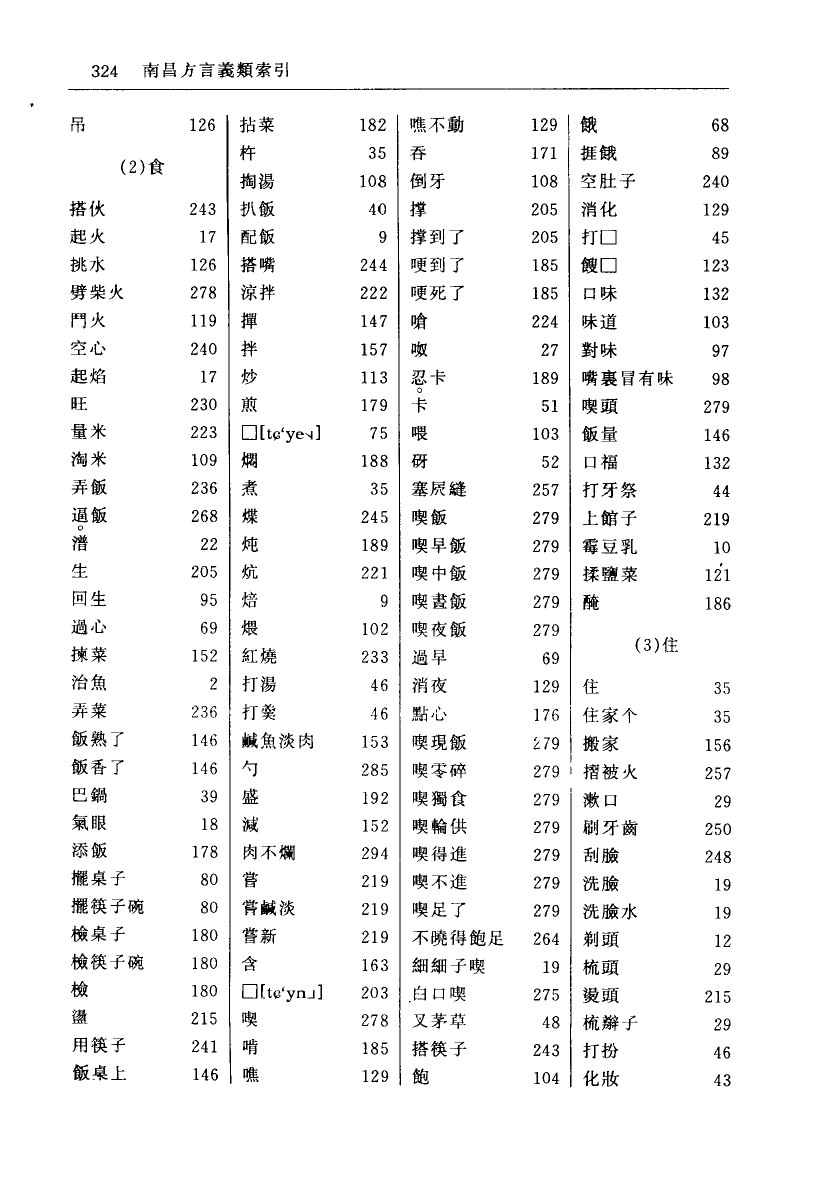 324 南昌方言義類索引
吊 126
(2)食
搭伙 243
起火 17
挑水 126
劈柴火 278
鬥火 119
空心 240
起焰 17
旺 230
量米 223
淘米 109
弄飯 236
逼飯 268
潽 22
生 205
回生 95
過心 69
揀菜 152
治魚 2
弄菜 236
飯熟了 146
飯香了 146
巴鍋 39
氣眼 18
添飯 178
擺桌子 80
擺筷子碗 80
檢桌子 180
檢筷子碗 180
檢 180
盪 215
用筷子 241
飯桌上 146
拈菜 182
杵 35
掏湯 108
扒飯 40
配飯 9
搭嘴 244
涼拌 222
撣 147
拌 157
炒 113
煎 179
□[tɕ‘ye˧˨] 75
燜 188
煮 35
煠 245
炖 189
炕 221
焙 9
煨 102
紅燒 233
打湯 46
打羹 46
鹹魚淡肉 153
勺 285
盛 192
減 152
肉不爛 294
嘗 219
嘗鹹淡 219
嘗新 219
含 163
□[tɕ‘yn˩] 203
喫 278
啃 185
噍 129
噍不動 129
吞 171
倒牙 108
撑 205
撑到了 205
哽到了 185
哽死了 185
嗆 224
呶 27
忍卡 189
卡 51
喂 103
砑 52
塞屄縫 257
喫飯 279
喫早飯 279
喫中飯 279
喫晝飯 279
喫夜飯 279
過早 69
消夜 129
點心 176
喫現飯 279
喫零碎 279
喫獨食 279
喫輪供 279
喫得進 279
喫不進 279
喫足了 279
不曉得飽足 264
細細子喫 19
白口喫 275
叉茅草 48
搭筷子 243
飽 104
餓 68
捱餓 89
空肚子 240
消化 129
打□ 45
餿□ 123
口味 132
味道 103
對味 97
嘴裏冒有味 98
喫頭 279
飯量 146
口福 132
打牙祭 44
上館子 219
霉豆乳 10
揉鹽菜 121
醃 186
(3)住
住 35
住家个 35
搬家 156
摺被火 257
漱口 29
刷牙齒 250
刮臉 248
洗臉 19
洗臉水 19
剃頭 12
梳頭 29
燙頭 215
梳辮子 29
打扮 46
化妝 43